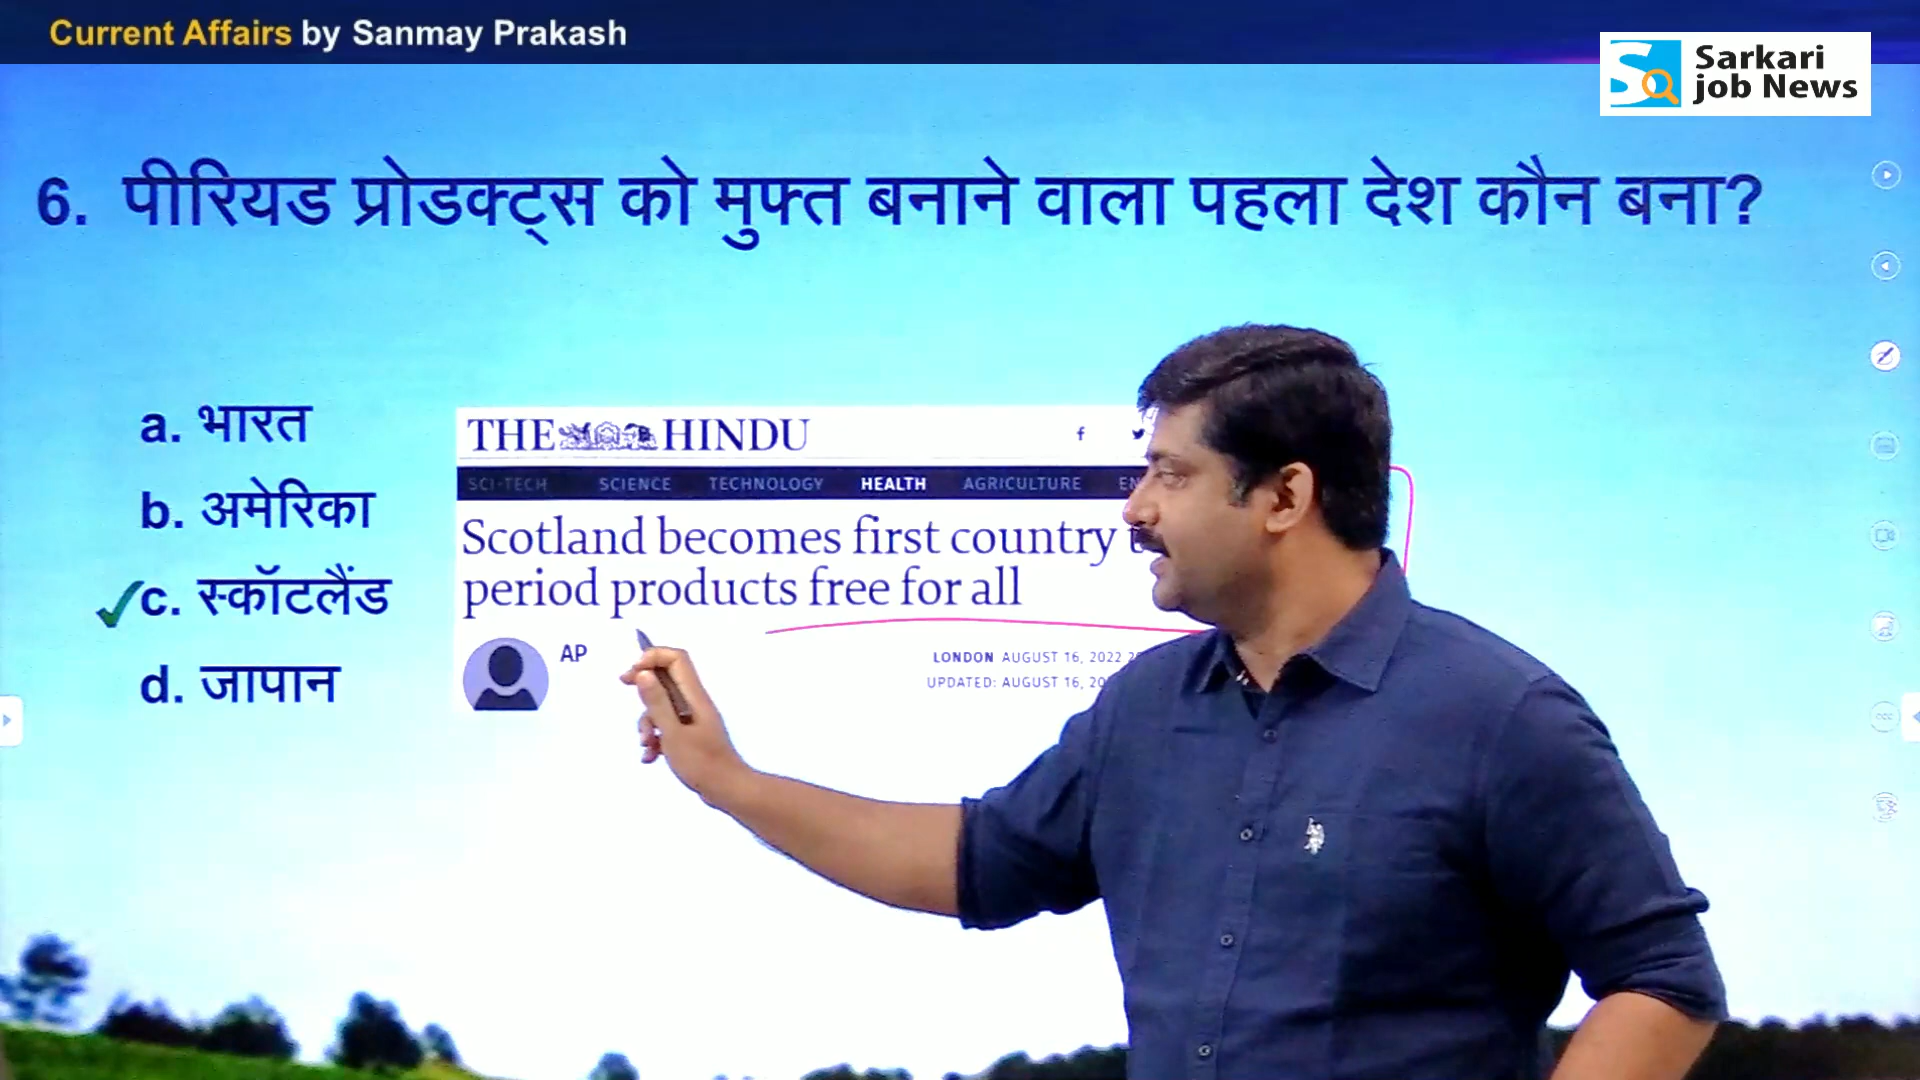 Current Affairs by Sanmay Prakash
Sarkari
job News
6. पीरियड प्रोडक्ट्स को मुफ्त बनाने वाला पहला देश कौन बना?
a. भारत
b. अमेरिका
c. स्कॉटलैंड
d. जापान
THE HINDU
SCI-TECH SCIENCE TECHNOLOGY HEALTH AGRICULTURE
Scotland becomes first country
period products free for all
AP
LONDON AUGUST 16, 2022
UPDATED: AUGUST 16,